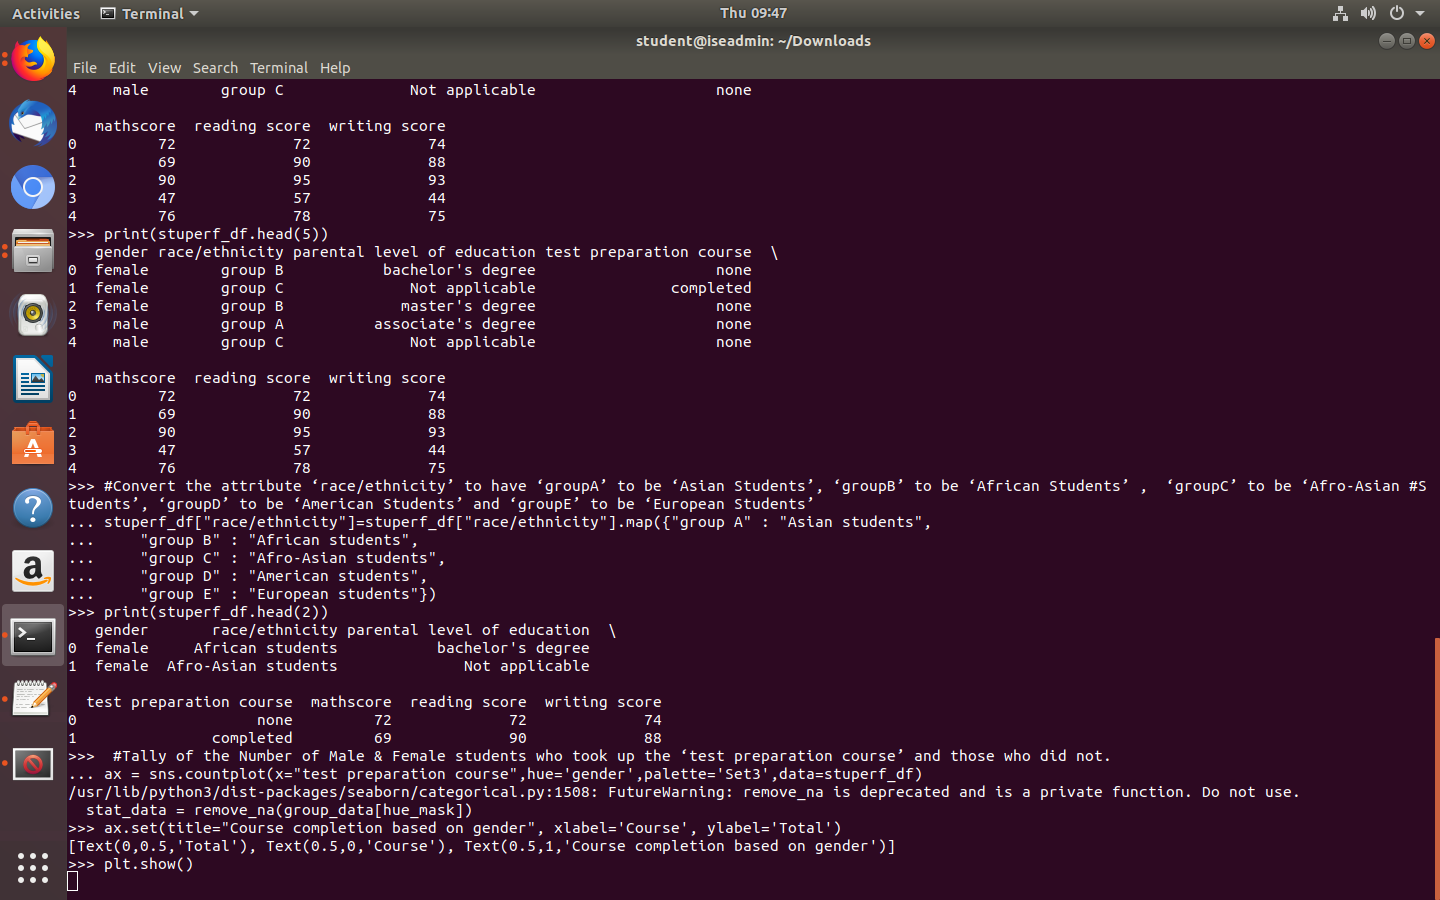 Activities Terminal Thu 09:47
student@iseadmin: ~/Downloads
File Edit View Search Terminal Help
4    male        group C              Not applicable                    none
   mathscore  reading score  writing score
0         72             72             74
1         69             90             88
2         90             95             93
3         47             57             44
4         76             78             75
>>> print(stuperf_df.head(5))
   gender race/ethnicity parental level of education test preparation course  \
0  female        group B           bachelor's degree                    none
1  female        group C              Not applicable               completed
2  female        group B             master's degree                    none
3    male        group A          associate's degree                    none
4    male        group C              Not applicable                    none
   mathscore  reading score  writing score
0         72             72             74
1         69             90             88
2         90             95             93
3         47             57             44
4         76             78             75
>>> #Convert the attribute ‘race/ethnicity’ to have ‘groupA’ to be ‘Asian Students’, ‘groupB’ to be ‘African Students’ ,  ‘groupC’ to be ‘Afro-Asian #S
tudents’, ‘groupD’ to be ‘American Students’ and ‘groupE’ to be ‘European Students’
... stuperf_df["race/ethnicity"]=stuperf_df["race/ethnicity"].map({"group A" : "Asian students",
...     "group B" : "African students",
...     "group C" : "Afro-Asian students",
...     "group D" : "American students",
...     "group E" : "European students"})
>>> print(stuperf_df.head(2))
   gender       race/ethnicity parental level of education  \
0  female     African students           bachelor's degree
1  female  Afro-Asian students              Not applicable
  test preparation course  mathscore  reading score  writing score
0                    none         72             72             74
1               completed         69             90             88
>>>  #Tally of the Number of Male & Female students who took up the ‘test preparation course’ and those who did not.
... ax = sns.countplot(x="test preparation course",hue='gender',palette='Set3',data=stuperf_df)
/usr/lib/python3/dist-packages/seaborn/categorical.py:1508: FutureWarning: remove_na is deprecated and is a private function. Do not use.
  stat_data = remove_na(group_data[hue_mask])
>>> ax.set(title="Course completion based on gender", xlabel='Course', ylabel='Total')
[Text(0,0.5,'Total'), Text(0.5,0,'Course'), Text(0.5,1,'Course completion based on gender')]
>>> plt.show()